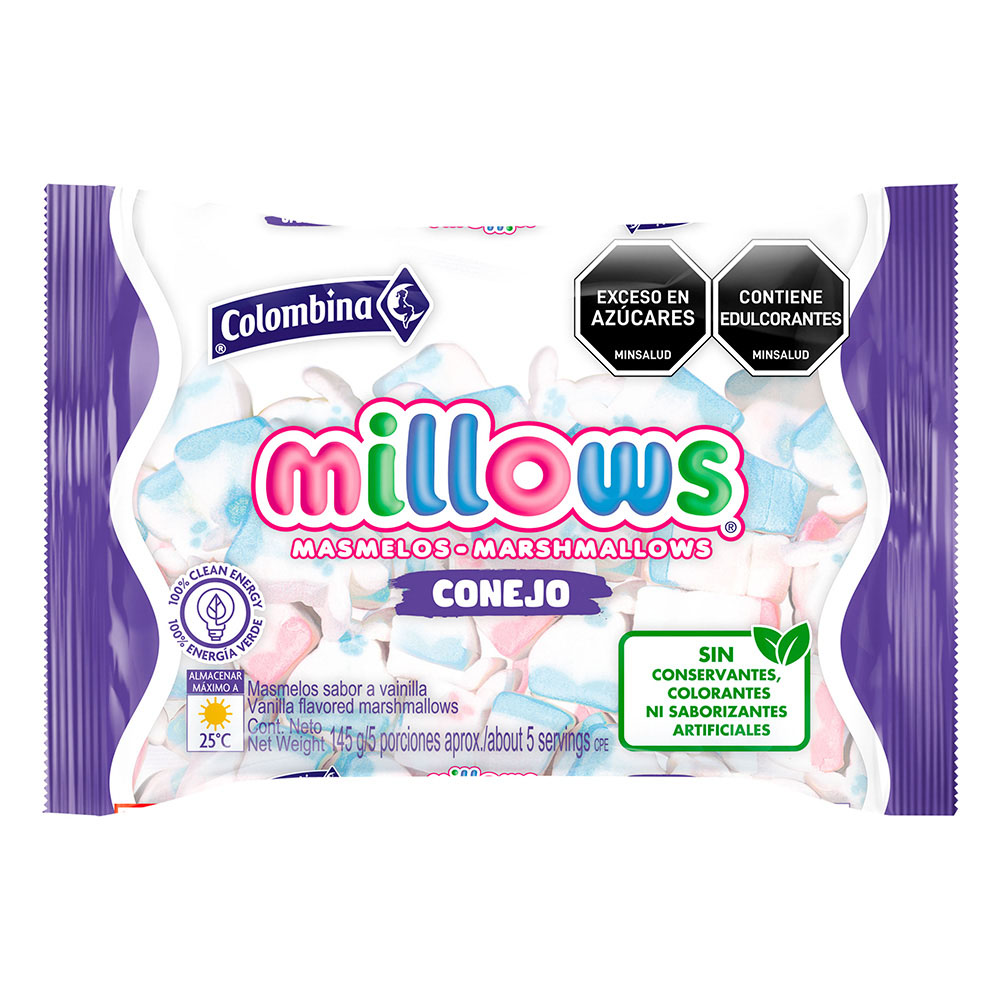 Colombina
®
EXCESO EN
AZÚCARES
MINSALUD
CONTIENE
EDULCORANTES
MINSALUD
millows®
MASMELOS - MARSHMALLOWS
CONEJO
100% CLEAN ENERGY
100% ENERGÍA VERDE
ALMACENAR
MÁXIMO A
25°C
Masmelos sabor a vainilla
Vanilla flavored marshmallows
Cont. Neto
Net Weight 145 g/5 porciones aprox./about 5 servings CPE
SIN
CONSERVANTES,
COLORANTES
NI SABORIZANTES
ARTIFICIALES